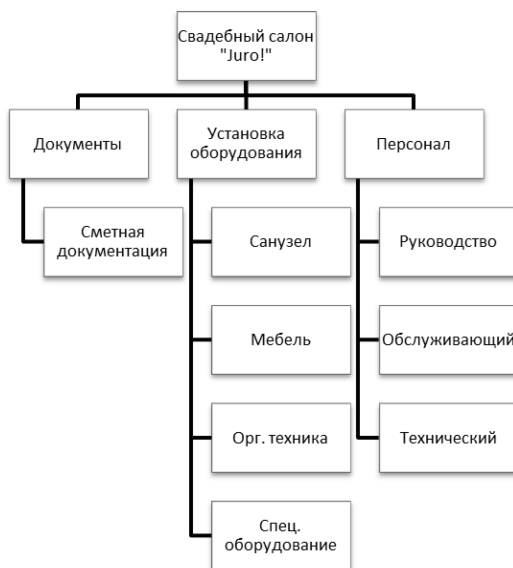 Свадебный салон
"Juro!"
Документы
Установка
оборудования
Персонал
Сметная
документация
Санузел
Руководство
Мебель
Обслуживающий
Орг. техника
Технический
Спец.
оборудование